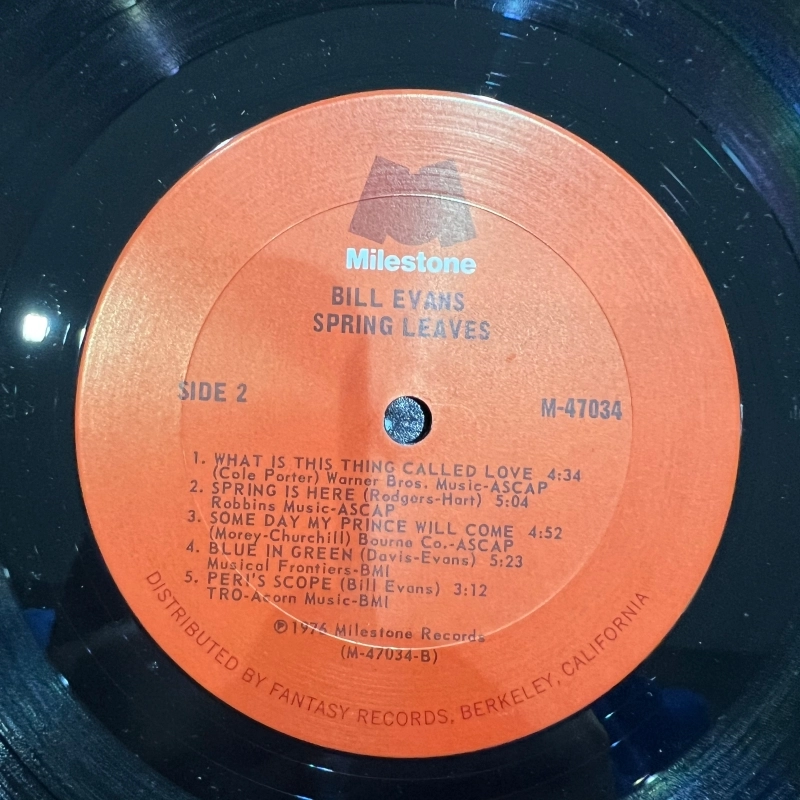 Milestone
BILL EVANS
SPRING LEAVES
SIDE 2
M-47034
1. WHAT IS THIS THING CALLED LOVE 4:34
(Cole Porter) Warner Bros. Music-ASCAP
2. SPRING IS HERE (Rodgers-Hart) 5:04
Robbins Music-ASCAP
3. SOME DAY MY PRINCE WILL COME 4:52
(Morey-Churchill) Bourne Co.-ASCAP
4. BLUE IN GREEN (Davis-Evans) 5:23
Musical Frontiers-BMI
5. PERI'S SCOPE (Bill Evans) 3:12
TRO-Acorn Music-BMI
℗1976 Milestone Records
(M-47034-B)
DISTRIBUTED BY FANTASY RECORDS, BERKELEY, CALIFORNIA